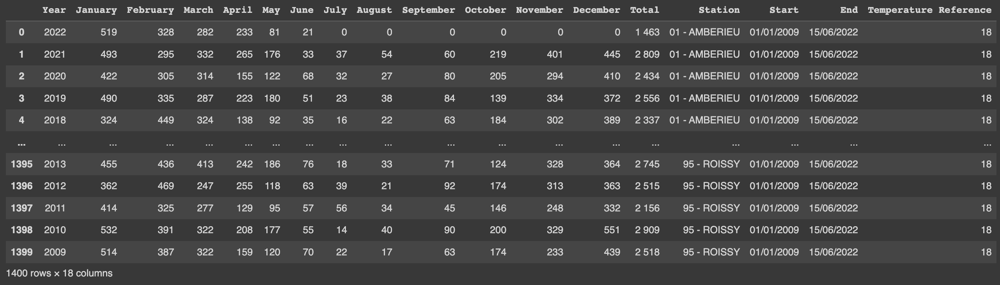 Year January February March April May June July August September October November December Total Station Start End Temperature Reference
0 2022 519 328 282 233 81 21 0 0 0 0 0 0 1 463 01 - AMBERIEU 01/01/2009 15/06/2022 18
1 2021 493 295 332 265 176 33 37 54 60 219 401 445 2 809 01 - AMBERIEU 01/01/2009 15/06/2022 18
2 2020 422 305 314 155 122 68 32 27 80 205 294 410 2 434 01 - AMBERIEU 01/01/2009 15/06/2022 18
3 2019 490 335 287 223 180 51 23 38 84 139 334 372 2 556 01 - AMBERIEU 01/01/2009 15/06/2022 18
4 2018 324 449 324 138 92 35 16 22 63 184 302 389 2 337 01 - AMBERIEU 01/01/2009 15/06/2022 18
... ... ... ... ... ... ... ... ... ... ... ... ... ... ... ... ... ... ...
1395 2013 455 436 413 242 186 76 18 33 71 124 328 364 2 745 95 - ROISSY 01/01/2009 15/06/2022 18
1396 2012 362 469 247 255 118 63 39 21 92 174 313 363 2 515 95 - ROISSY 01/01/2009 15/06/2022 18
1397 2011 414 325 277 129 95 57 56 34 45 146 248 332 2 156 95 - ROISSY 01/01/2009 15/06/2022 18
1398 2010 532 391 322 208 177 55 14 40 90 200 329 551 2 909 95 - ROISSY 01/01/2009 15/06/2022 18
1399 2009 514 387 322 159 120 70 22 17 63 174 233 439 2 518 95 - ROISSY 01/01/2009 15/06/2022 18
1400 rows × 18 columns